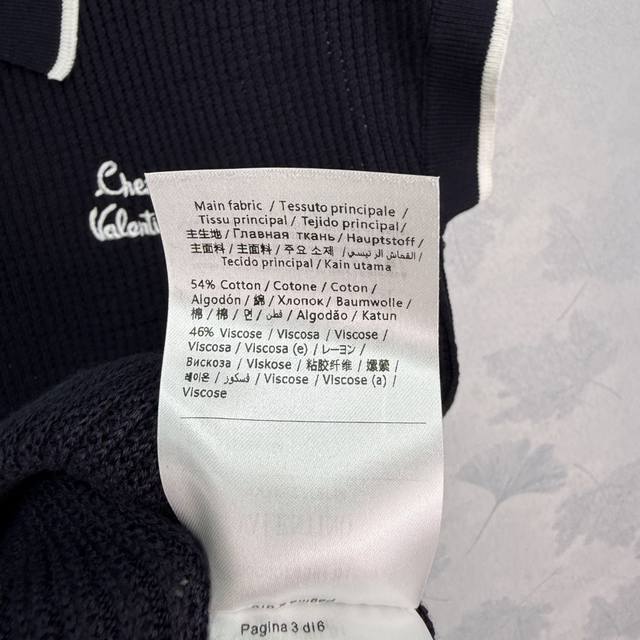 Chez
Valenti
Main fabric / Tessuto principale /
Tissu principal / Tejido principal/
主生地 / Главная ткань / Hauptstoff /
主面料 / 主面料 / 주요 소재 / القماش الرئيسي/
Tecido principal / Kain utama
54% Cotton / Cotone / Coton /
Algodón / 綿 / Хлопок / Baumwolle /
棉 / 棉 / 면 / قطن / Algodão / Katun
46% Viscose / Viscosa / Viscose /
Viscosa / Viscosa (e) / レーヨン /
Вискоза / Viskose / 粘胶纤维 / 嫘縈 /
레이온 / فسكوز / Viscose / Viscose (a) /
Viscose
Pagina 3 di 6